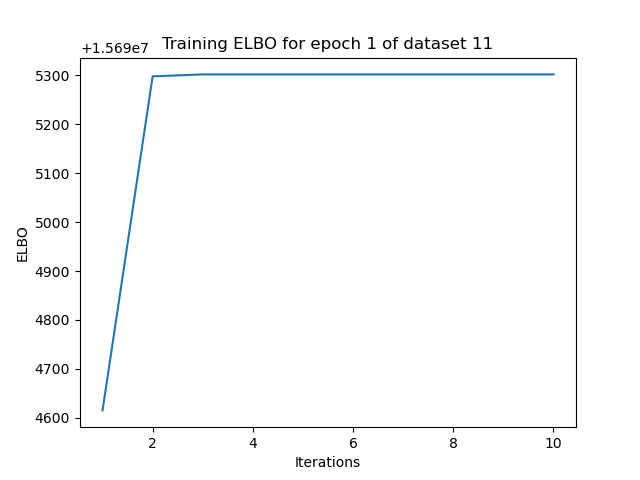 +1.569e7
Training ELBO for epoch 1 of dataset 11
5300
5200
5100
5000
4900
4800
4700
4600
ELBO
2 4 6 8 10
Iterations